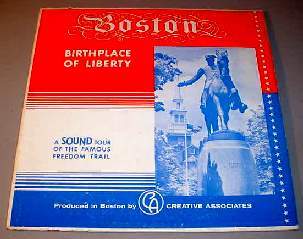 Boston
BIRTHPLACE
OF LIBERTY
A SOUND TOUR
OF THE FAMOUS
FREEDOM TRAIL
Produced in Boston by CA CREATIVE ASSOCIATES